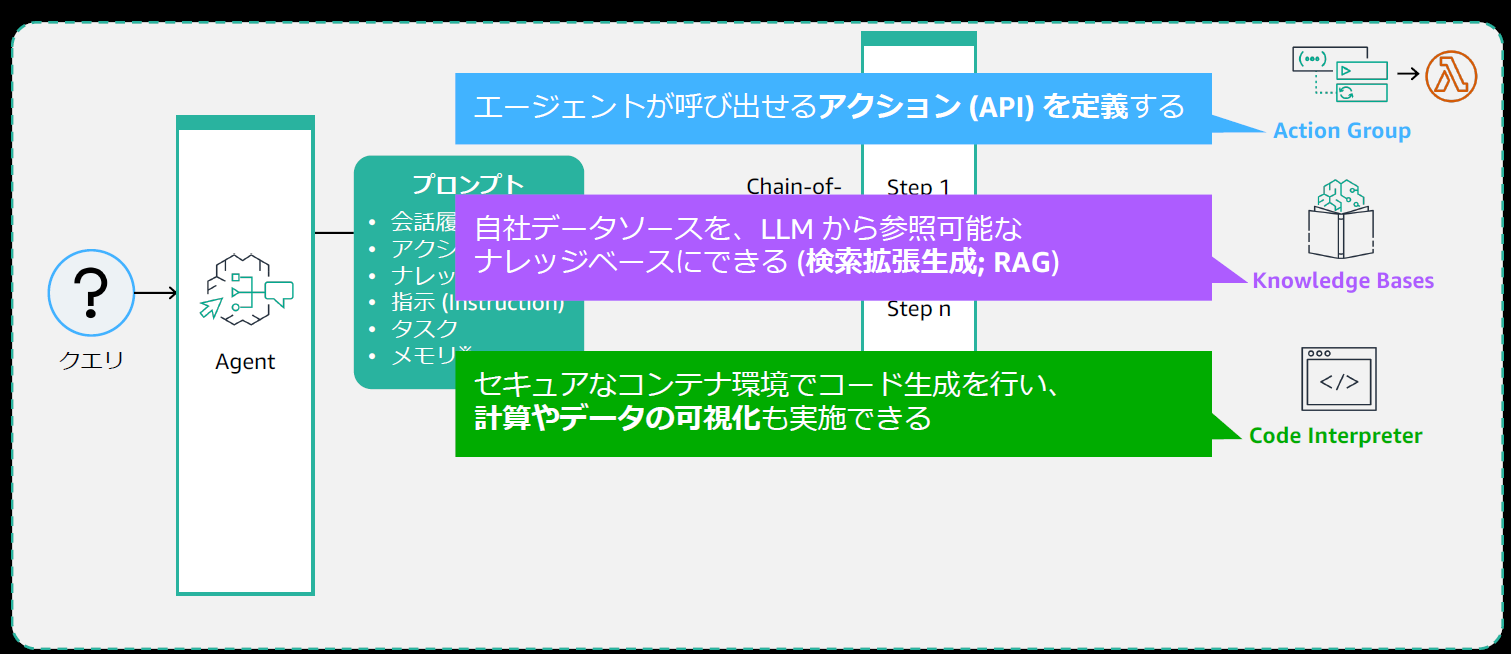 クエリ
Agent
プロンプト
• 会話履
• アクシ
• ナレッ
• 指示 (Instruction)
• タスク
• メモリ※
Chain-of-
Step 1
Step n
エージェントが呼び出せるアクション (API) を定義する
Action Group
自社データソースを、LLM から参照可能な
ナレッジベースにできる (検索拡張生成; RAG)
Knowledge Bases
セキュアなコンテナ環境でコード生成を行い、
計算やデータの可視化も実施できる
Code Interpreter